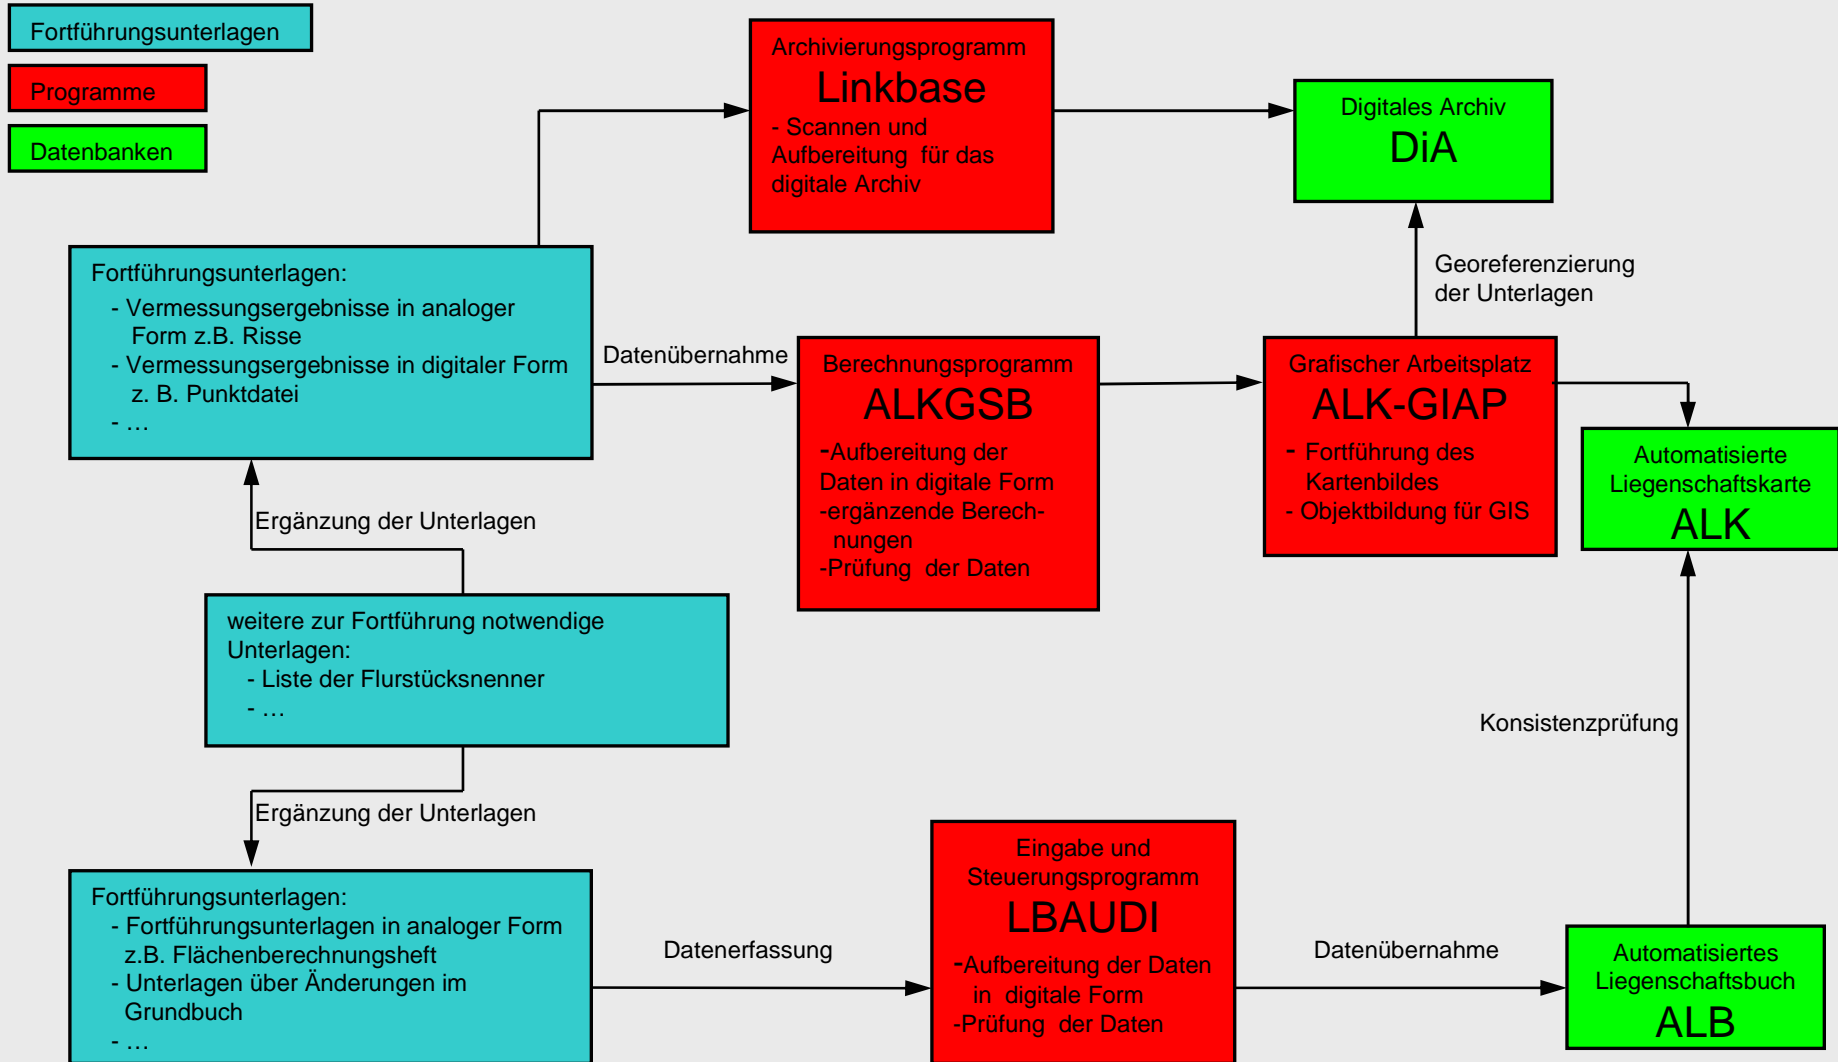 Fortführungsunterlagen
Programme
Datenbanken
Archivierungsprogramm
Linkbase
- Scannen und
Aufbereitung für das
digitale Archiv
Digitales Archiv
DiA
Georeferenzierung
der Unterlagen
Fortführungsunterlagen:
- Vermessungsergebnisse in analoger
Form z.B. Risse
- Vermessungsergebnisse in digitaler Form
z. B. Punktdatei
- …
Datenübernahme
Berechnungsprogramm
ALKGSB
-Aufbereitung der
Daten in digitale Form
-ergänzende Berech-
nungen
-Prüfung der Daten
Grafischer Arbeitsplatz
ALK-GIAP
- Fortführung des
Kartenbildes
- Objektbildung für GIS
Automatisierte
Liegenschaftskarte
ALK
Ergänzung der Unterlagen
weitere zur Fortführung notwendige
Unterlagen:
- Liste der Flurstücksnenner
- …
Konsistenzprüfung
Ergänzung der Unterlagen
Fortführungsunterlagen:
- Fortführungsunterlagen in analoger Form
z.B. Flächenberechnungsheft
- Unterlagen über Änderungen im
Grundbuch
- …
Datenerfassung
Eingabe und
Steuerungsprogramm
LBAUDI
-Aufbereitung der Daten
in digitale Form
-Prüfung der Daten
Datenübernahme
Automatisiertes
Liegenschaftsbuch
ALB